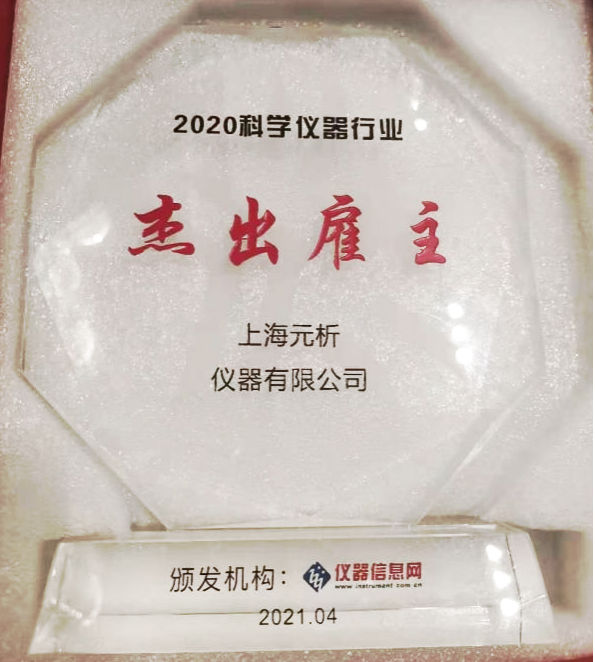 2020科学仪器行业
杰出雇主
上海元析
仪器有限公司
颁发机构：仪器信息网
www.instrument.com.cn
2021.04